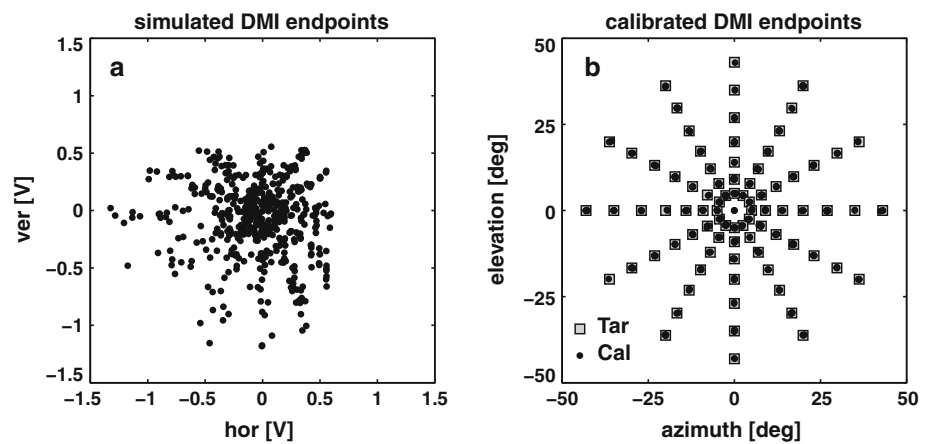 simulated DMI endpoints
a
1.5
1
0.5
0
−0.5
−1
−1.5
ver [V]
−1.5
−1
−0.5
0
0.5
1
1.5
hor [V]
calibrated DMI endpoints
b
50
25
0
−25
−50
elevation [deg]
Tar
Cal
−50
−25
0
25
50
azimuth [deg]